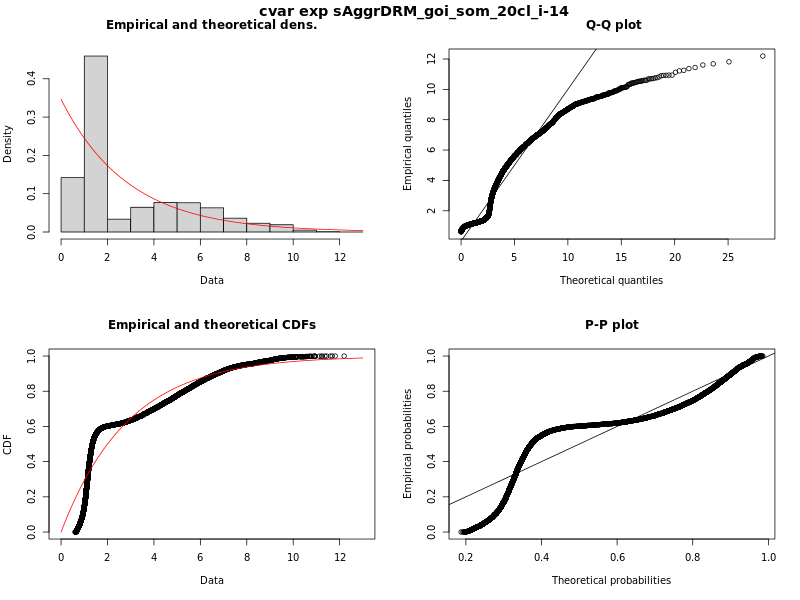 cvar exp sAggrDRM_goi_som_20cl_i-14
Empirical and theoretical dens.
Density
0.0 0.1 0.2 0.3 0.4
0 2 4 6 8 10 12
Data
Q-Q plot
Empirical quantiles
2 4 6 8 10 12
0 5 10 15 20 25
Theoretical quantiles
Empirical and theoretical CDFs
CDF
0.0 0.2 0.4 0.6 0.8 1.0
0 2 4 6 8 10 12
Data
P-P plot
Empirical probabilities
0.0 0.2 0.4 0.6 0.8 1.0
0.2 0.4 0.6 0.8 1.0
Theoretical probabilities